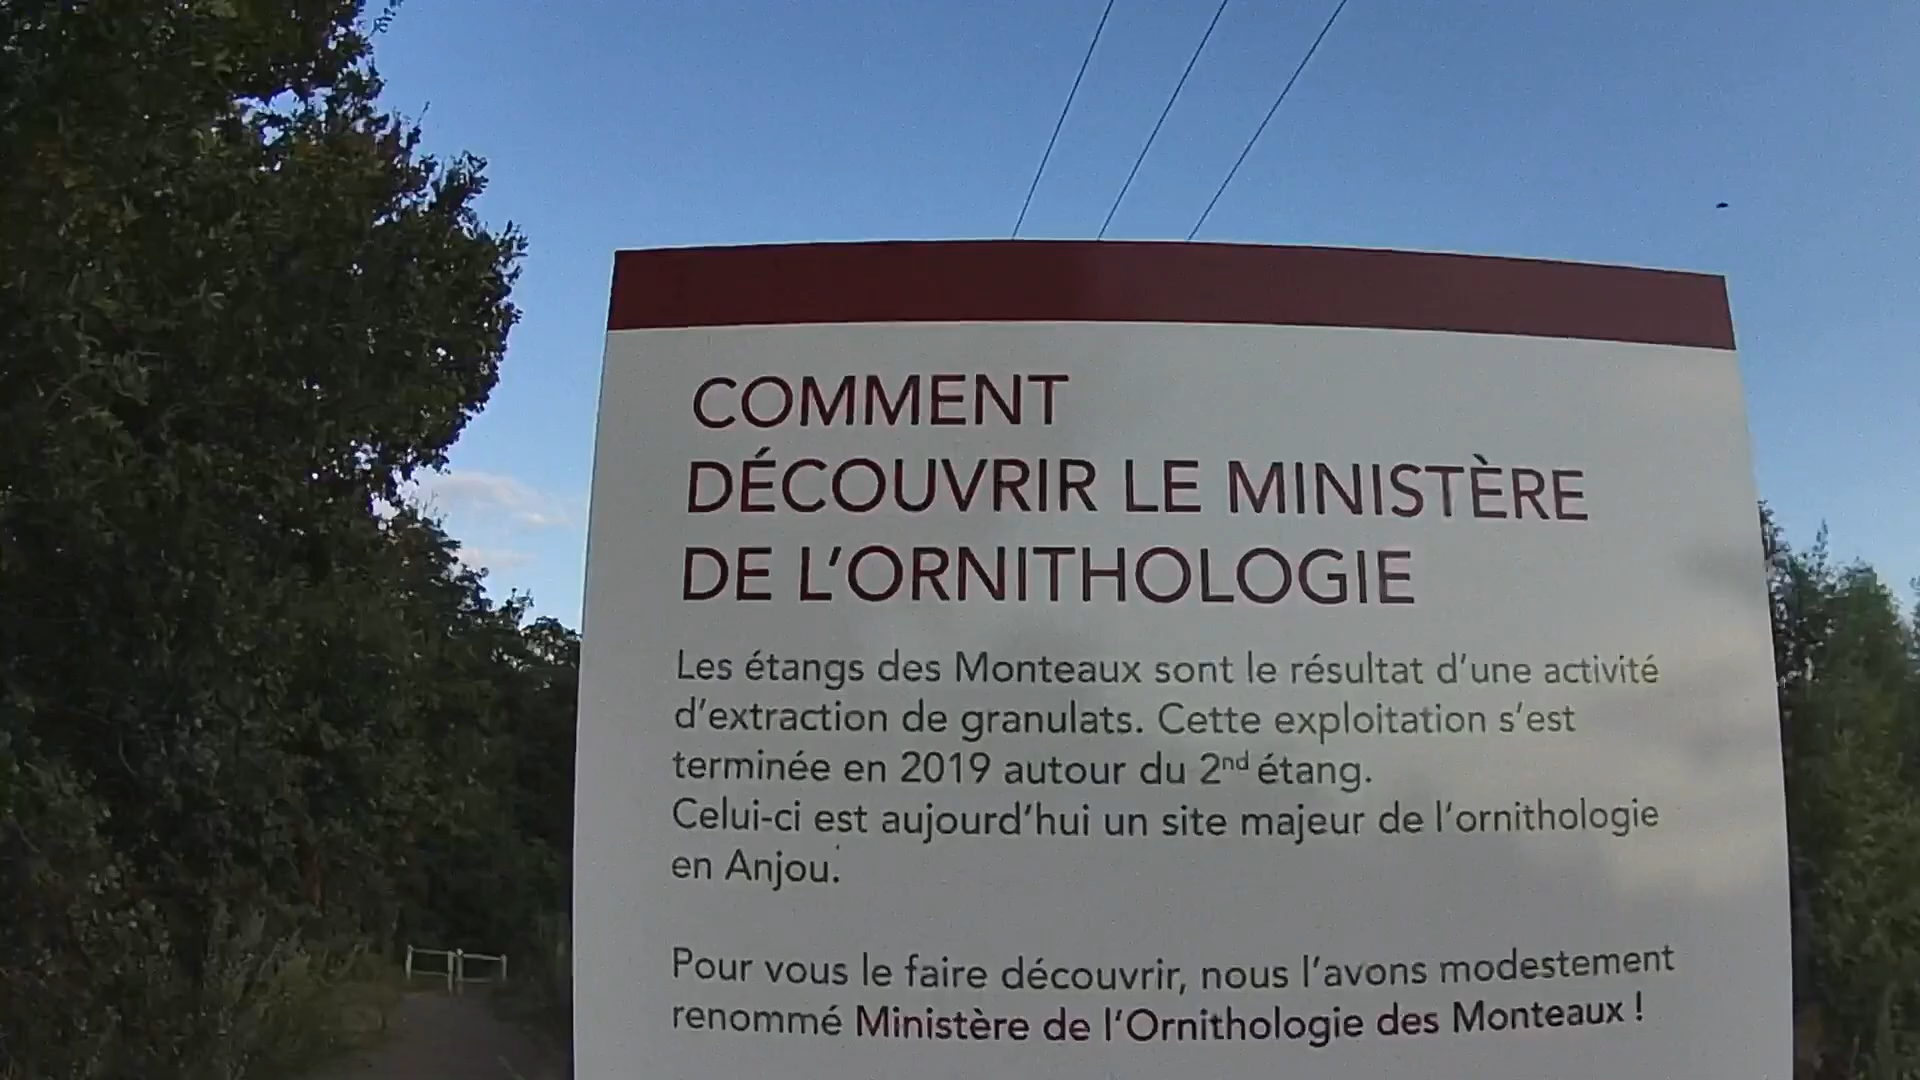 COMMENT
DÉCOUVRIR LE MINISTÈRE
DE L'ORNITHOLOGIE
Les étangs des Monteaux sont le résultat d'une activité
d'extraction de granulats. Cette exploitation s'est
terminée en 2019 autour du 2nd étang.
Celui-ci est aujourd'hui un site majeur de l'ornithologie
en Anjou.
Pour vous le faire découvrir, nous l'avons modestement
renommé Ministère de l'Ornithologie des Monteaux !